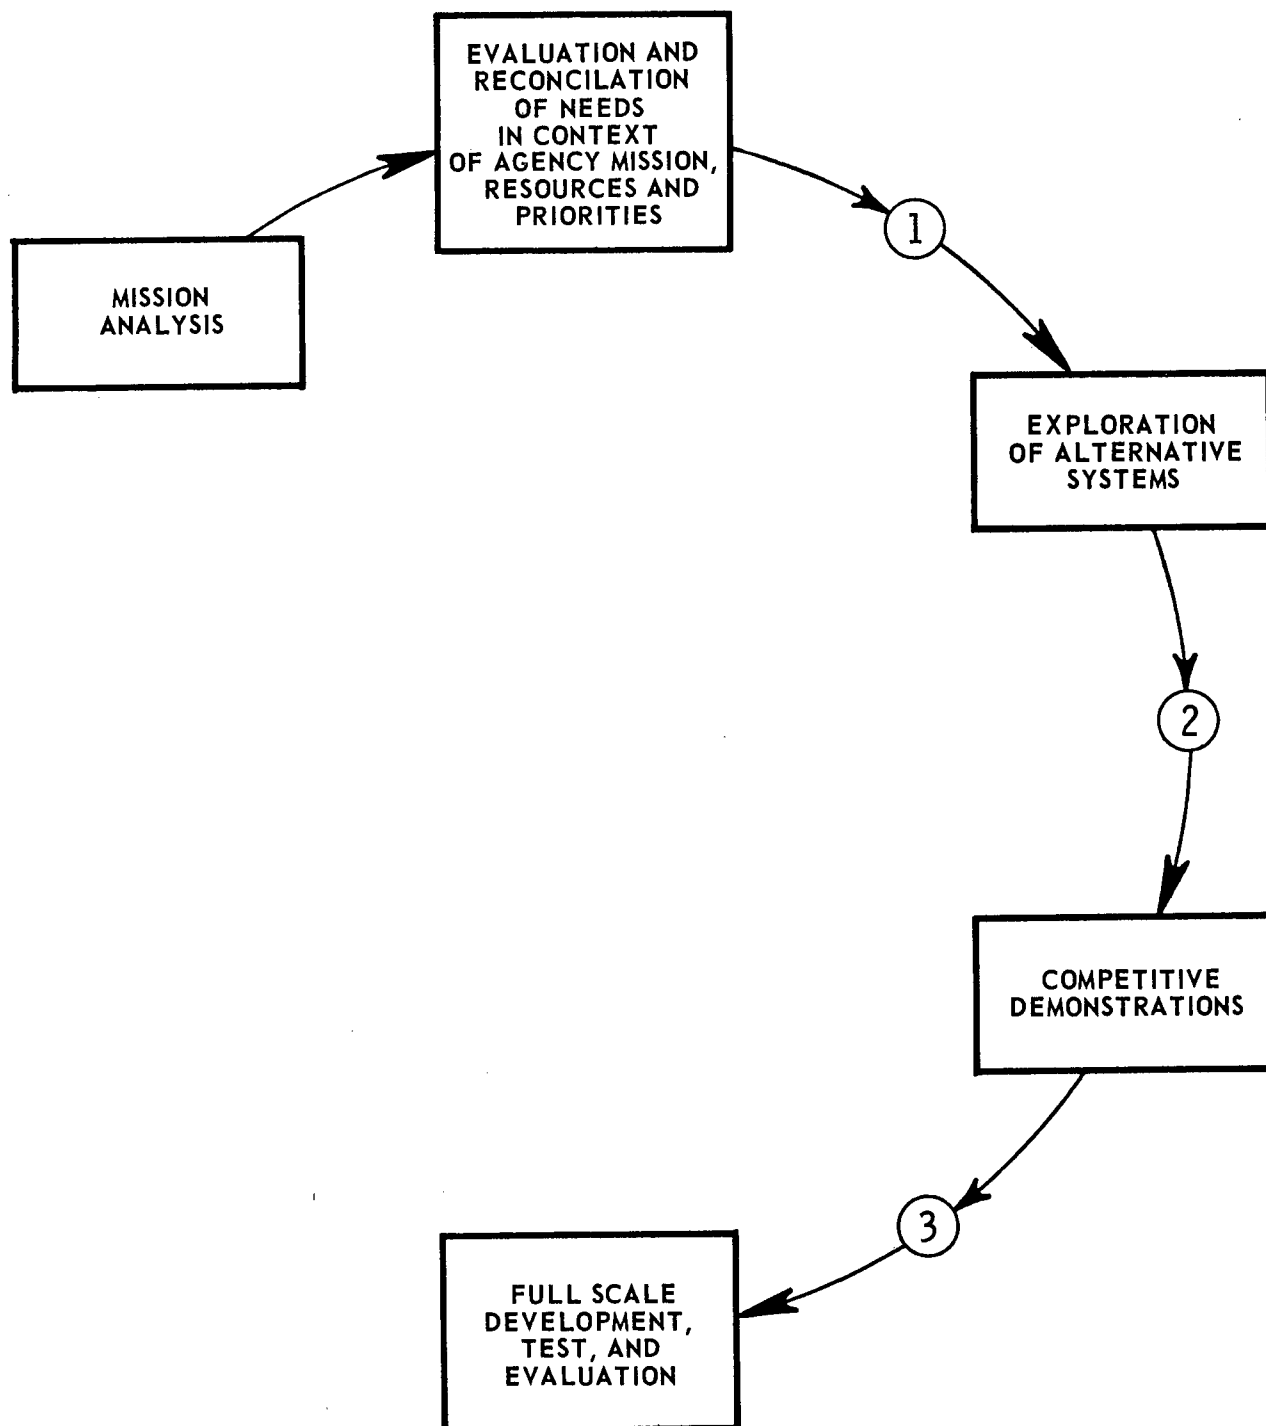 EVALUATION AND
RECONCILATION
OF NEEDS
IN CONTEXT
OF AGENCY MISSION,
RESOURCES AND
PRIORITIES
1
MISSION
ANALYSIS
EXPLORATION
OF ALTERNATIVE
SYSTEMS
2
COMPETITIVE
DEMONSTRATIONS
3
FULL SCALE
DEVELOPMENT,
TEST, AND
EVALUATION